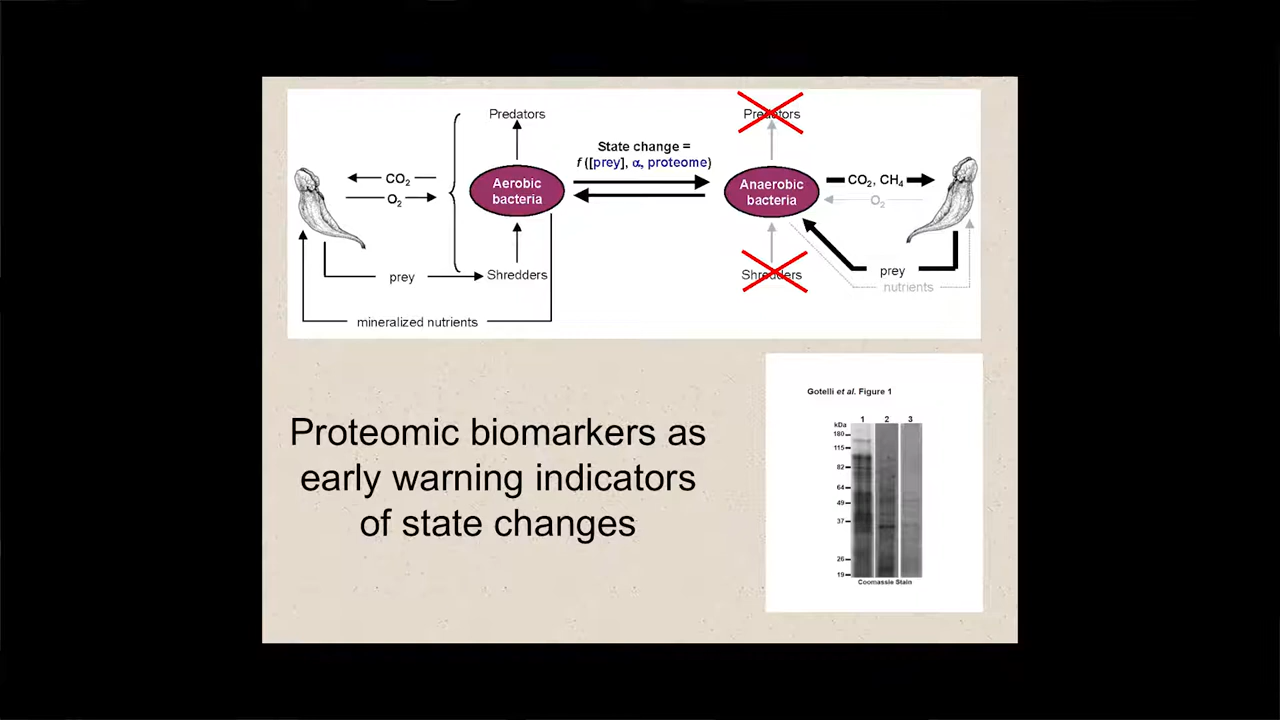 Predators
CO2
O2
Aerobic
bacteria
prey
Shredders
mineralized nutrients
State change =
f ([prey], α, proteome)
Predators
Anaerobic
bacteria
CO2, CH4
O2
Shredders
prey
nutrients
Proteomic biomarkers as
early warning indicators
of state changes
Gotelli et al. Figure 1
1 2 3
kDa
180
115
82
64
49
37
26
19
Coomassie Stain